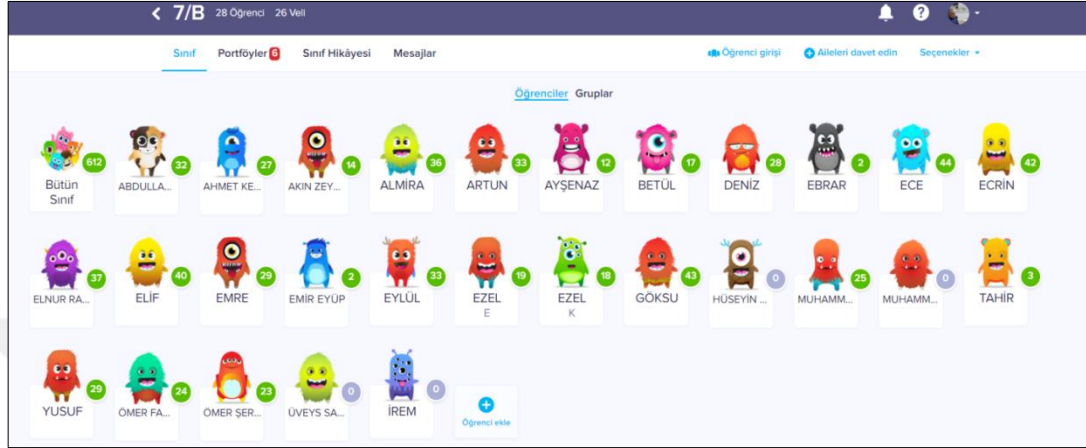 7/B 28 Öğrenci 26 Veli
Sınıf Portföyler 6 Sınıf Hikâyesi Mesajlar Öğrenci girişi Aileleri davet edin Seçenekler
Öğrenciler Gruplar
612 32 27 14 36 33 12 17 28 2 44 42
Bütün Sınıf ABDULLA... AHMET KE... AKIN ZEY... ALMİRA ARTUN AYŞENAZ BETÜL DENİZ EBRAR ECE ECRİN
37 40 29 2 33 19 18 43 0 25 0 3
ELNUR RA... ELİF EMRE EMİR EYÜP EYLÜL EZEL E EZEL K GÖKSU HÜSEYİN ... MUHAMM... MUHAMM... TAHİR
29 24 23 0 0
YUSUF ÖMER FA... ÖMER ŞER... ÜVEYS SA... İREM Öğrenci ekle